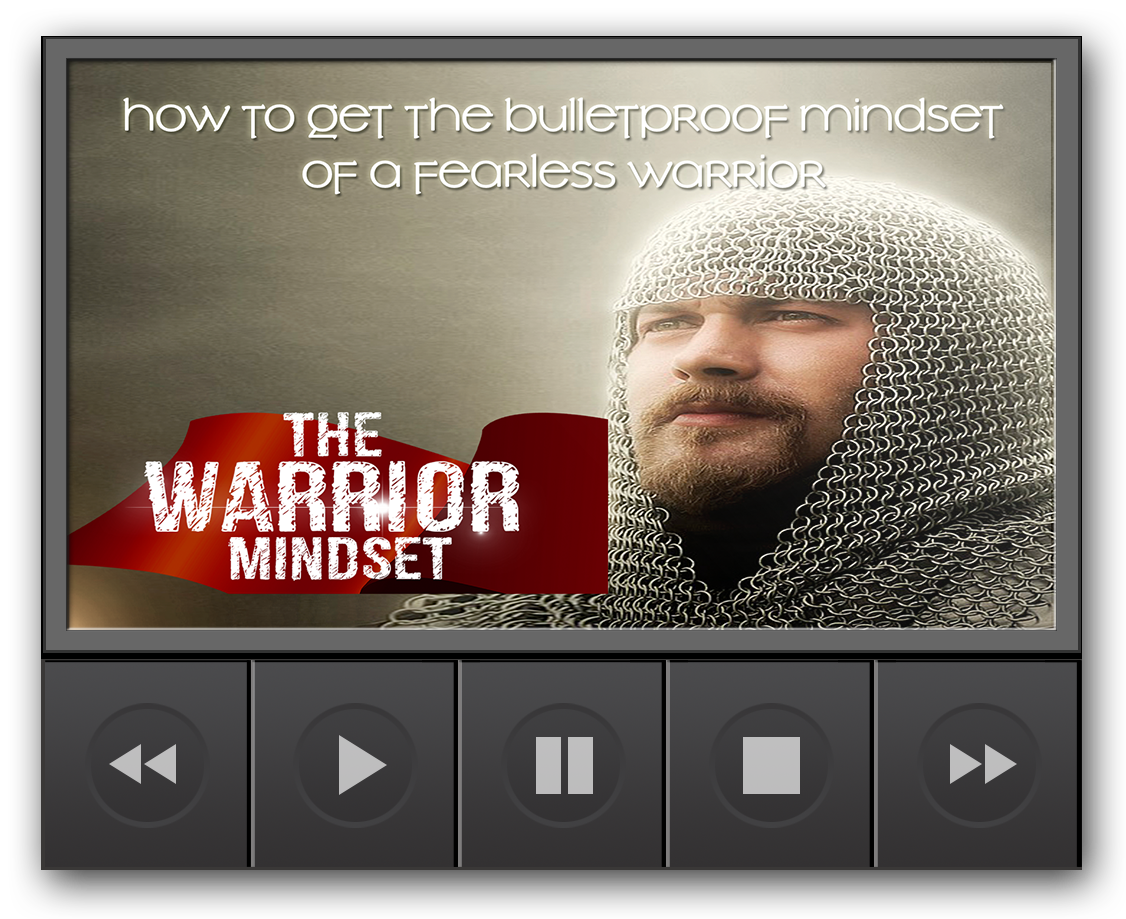 how to get the bulletproof mindset
of a fearless warrior
THE
WARRIOR
MINDSET